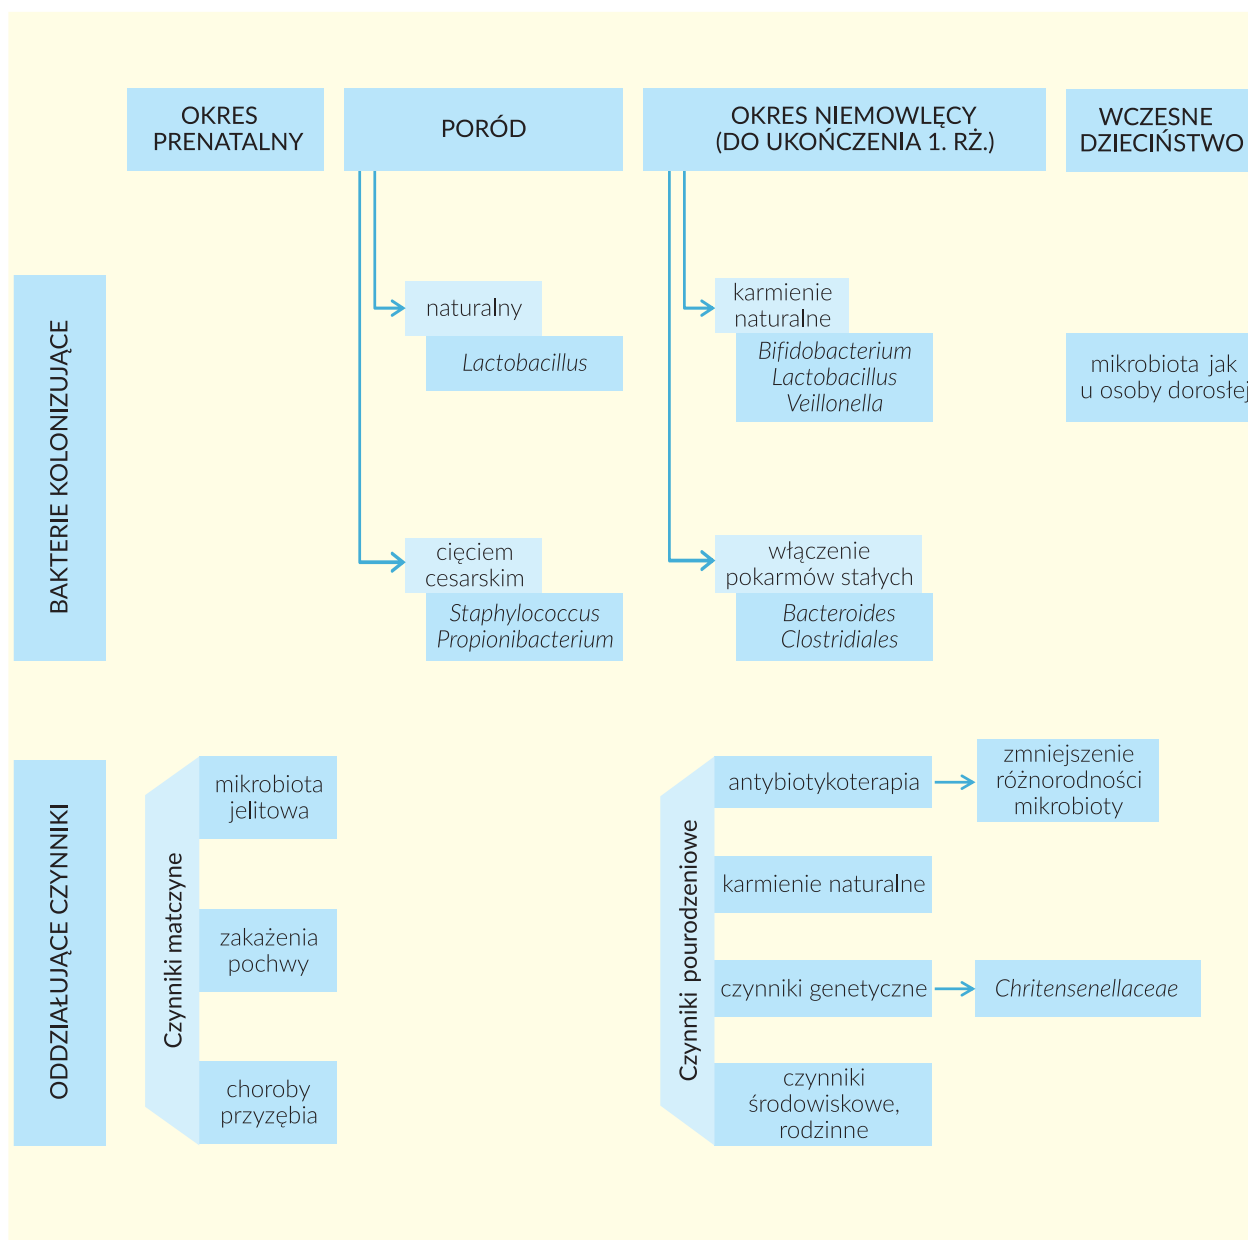 OKRES
PRENATALNY
PORÓD
OKRES NIEMOWLĘCY
(DO UKOŃCZENIA 1. RŻ.)
WCZESNE
DZIECIŃSTWO
BAKTERIE KOLONIZUJĄCE
naturalny
Lactobacillus
karmienie
naturalne
Bifidobacterium
Lactobacillus
Veillonella
mikrobiota jak
u osoby dorosłej
cięciem
cesarskim
Staphylococcus
Propionibacterium
włączenie
pokarmów stałych
Bacteroides
Clostridiales
ODDZIAŁUJĄCE CZYNNIKI
Czynniki matczyne
mikrobiota
jelitowa
zakażenia
pochwy
choroby
przyzębia
Czynniki pourodzeniowe
antybiotykoterapia
zmniejszenie
różnorodności
mikrobioty
karmienie naturalne
czynniki genetyczne
Chritensenellaceae
czynniki
środowiskowe,
rodzinne